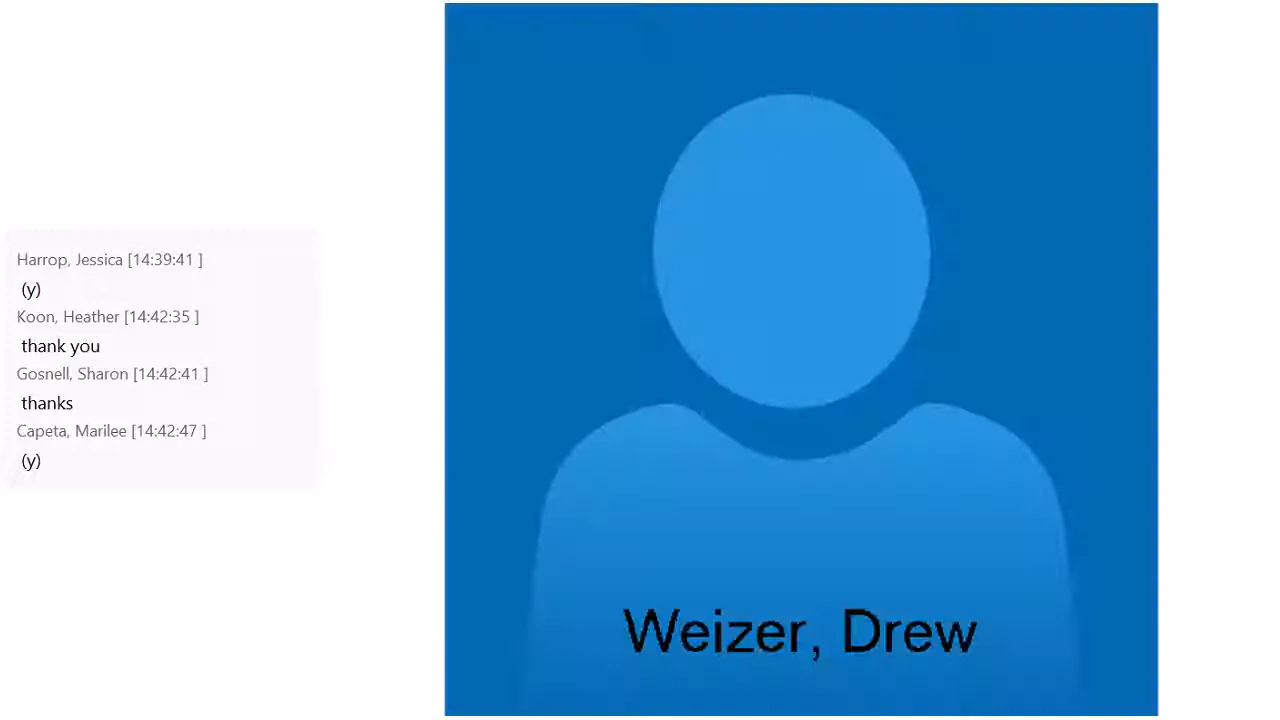 Harrop, Jessica [14:39:41 ]
(y)
Koon, Heather [14:42:35 ]
thank you
Gosnell, Sharon [14:42:41 ]
thanks
Capeta, Marilee [14:42:47 ]
(y)
Weizer, Drew